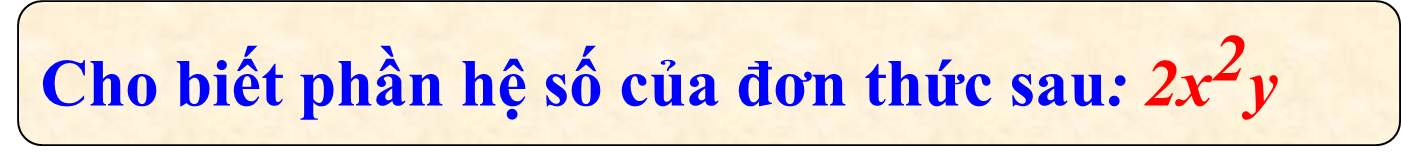 Cho biết phần hệ số của đơn thức sau: 2x²y